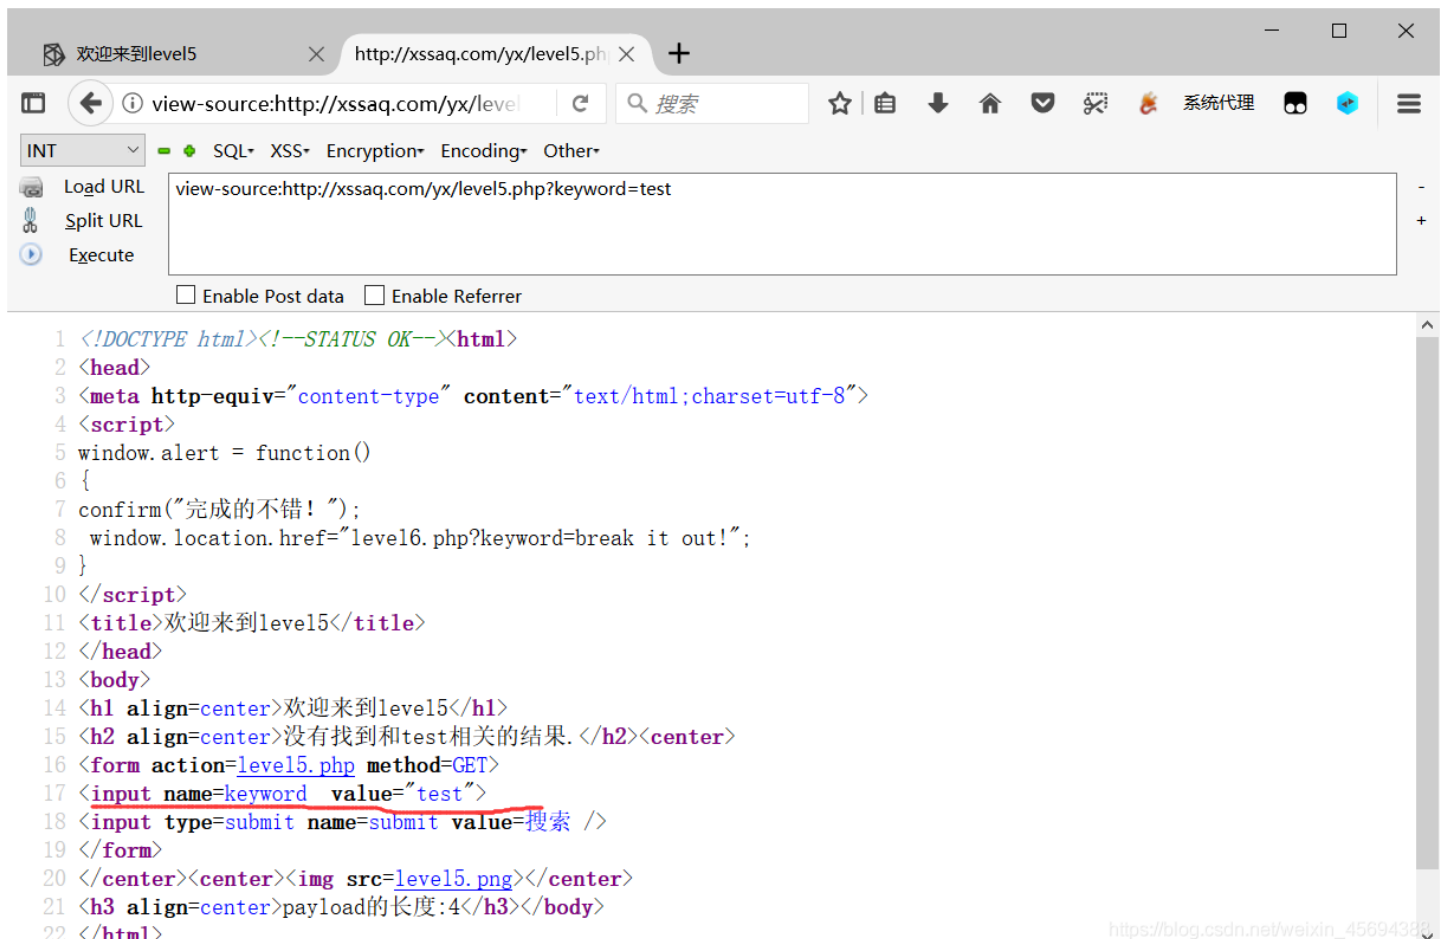 欢迎来到level5
http://xssaq.com/yx/level5.ph
view-source:http://xssaq.com/yx/level
搜索
系统代理
INT
SQL
XSS
Encryption
Encoding
Other
Load URL
view-source:http://xssaq.com/yx/level5.php?keyword=test
-
Split URL
+
Execute
Enable Post data
Enable Referrer
1 <!DOCTYPE html><!--STATUS OK--><html>
2 <head>
3 <meta http-equiv="content-type" content="text/html;charset=utf-8">
4 <script>
5 window.alert = function()
6 {
7 confirm("完成的不错！");
8  window.location.href="level6.php?keyword=break it out!";
9 }
10 </script>
11 <title>欢迎来到level5</title>
12 </head>
13 <body>
14 <h1 align=center>欢迎来到level5</h1>
15 <h2 align=center>没有找到和test相关的结果.</h2><center>
16 <form action=level5.php method=GET>
17 <input name=keyword  value="test">
18 <input type=submit name=submit value=搜索 />
19 </form>
20 </center><center><img src=level5.png></center>
21 <h3 align=center>payload的长度:4</h3></body>
22 </html>
https://blog.csdn.net/weixin_45694388